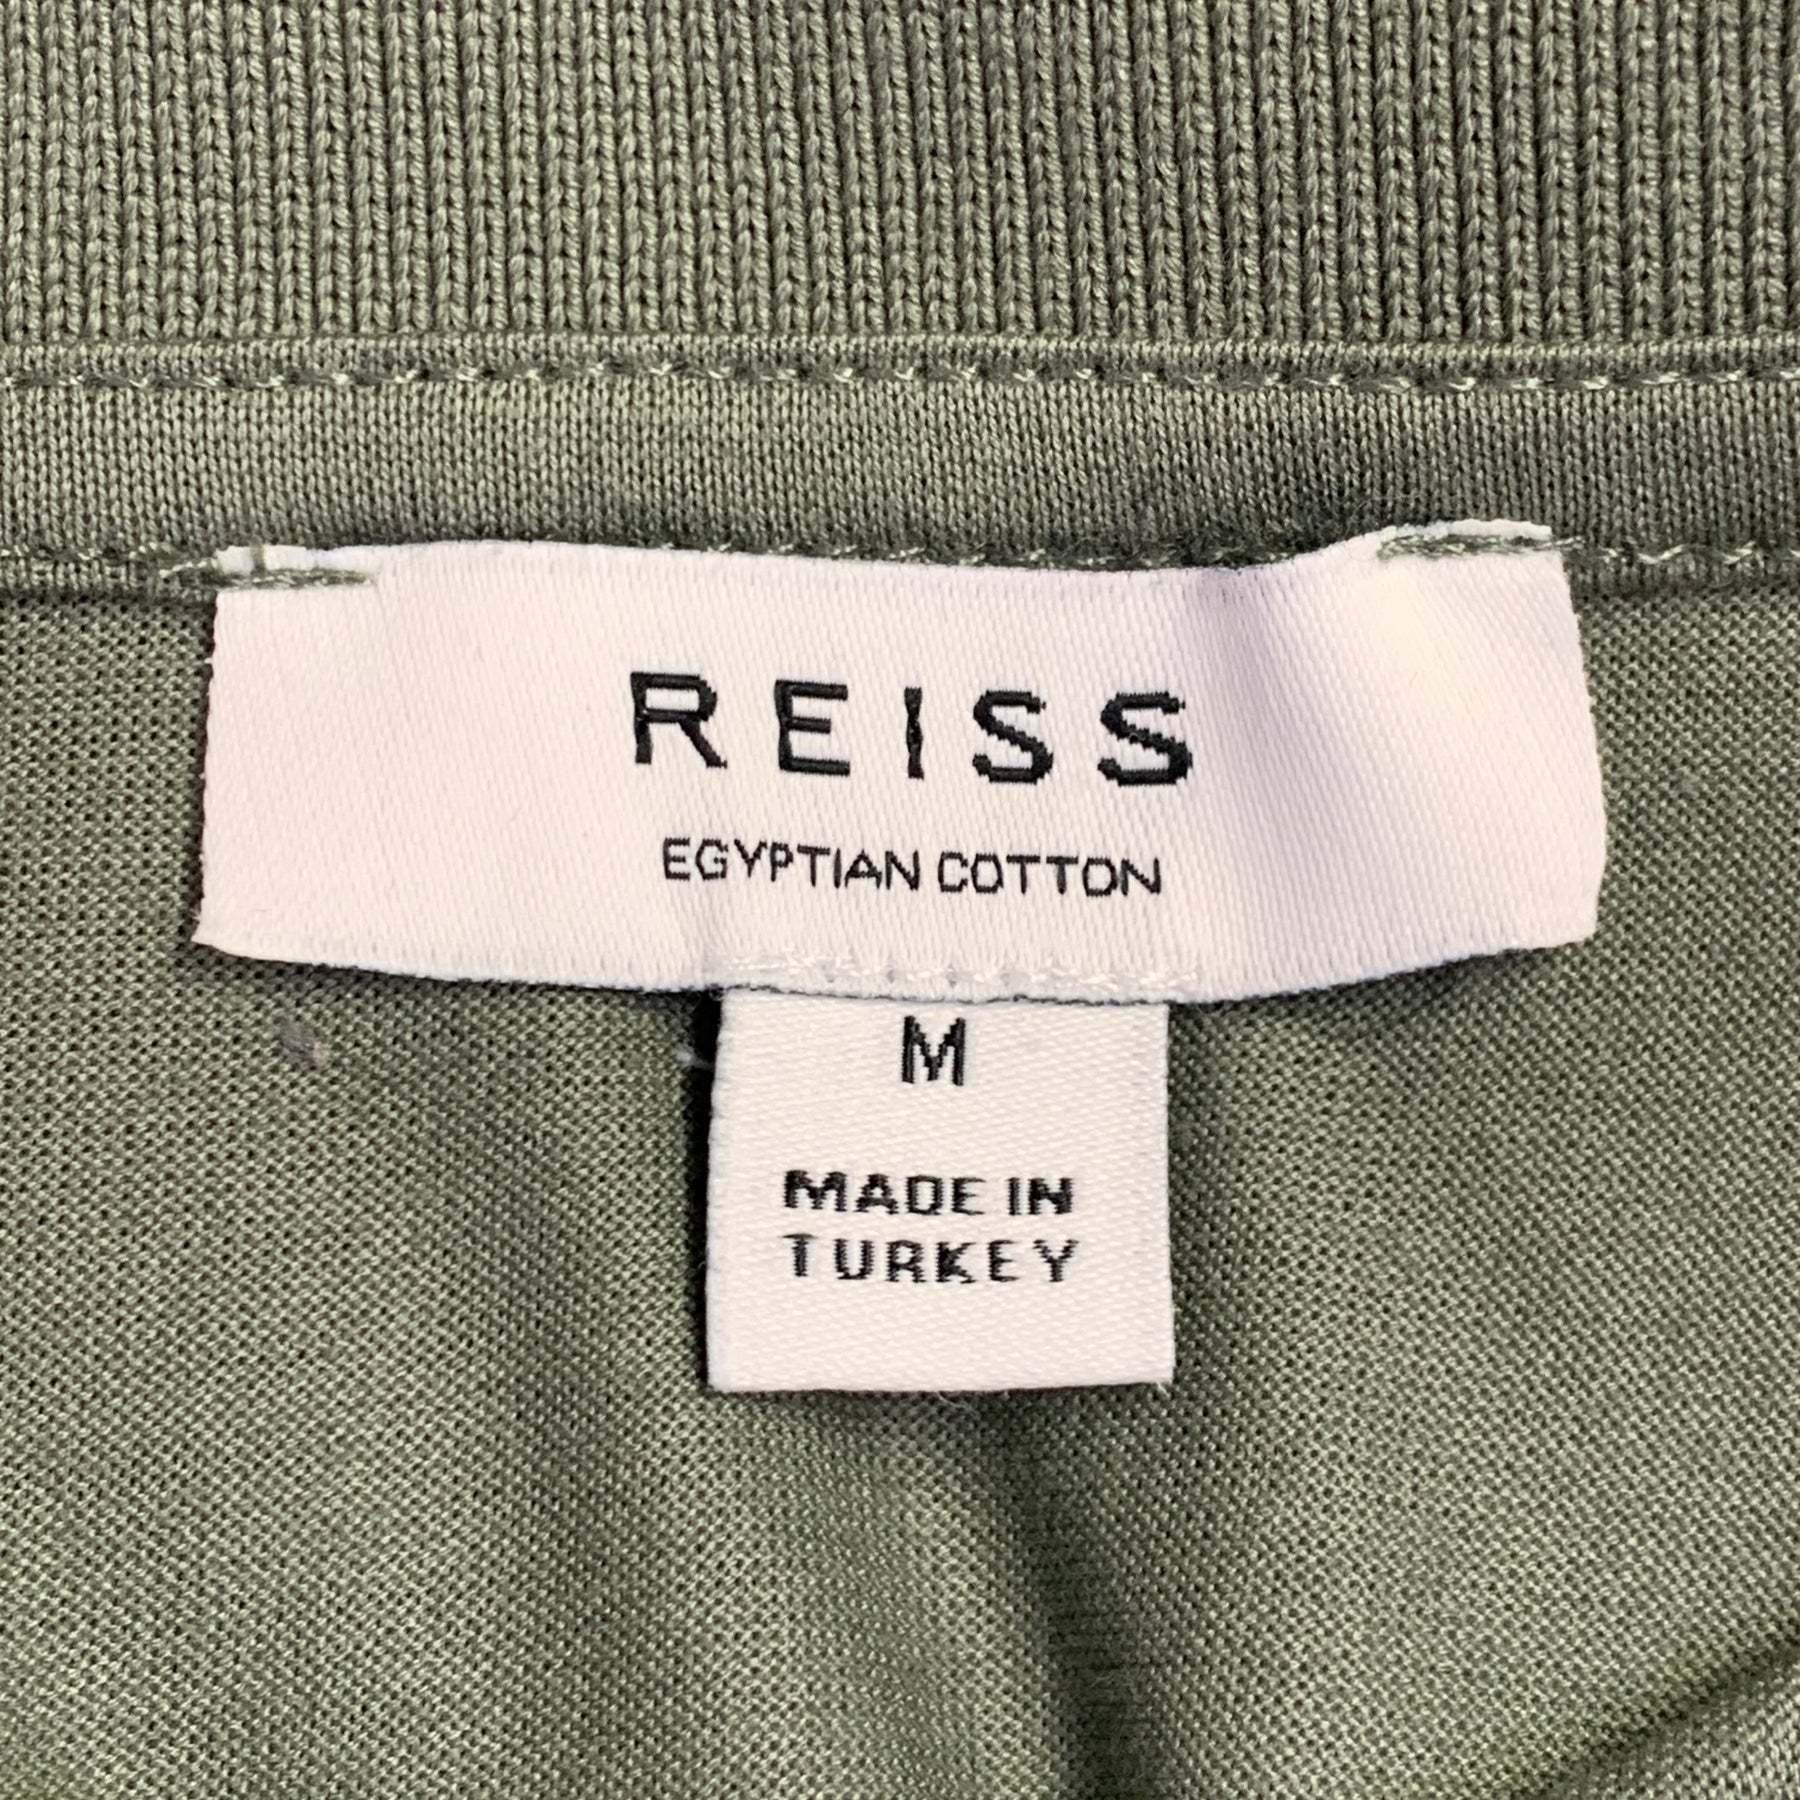 REISS
EGYPTIAN COTTON
M
MADE IN
TURKEY